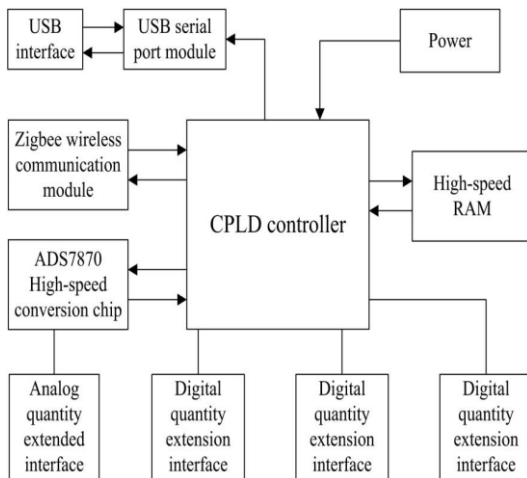 USB
interface
USB serial
port module
Power
Zigbee wireless
communication
module
CPLD controller
High-speed
RAM
ADS7870
High-speed
conversion chip
Analog
quantity
extended
interface
Digital
quantity
extension
interface
Digital
quantity
extension
interface
Digital
quantity
extension
interface